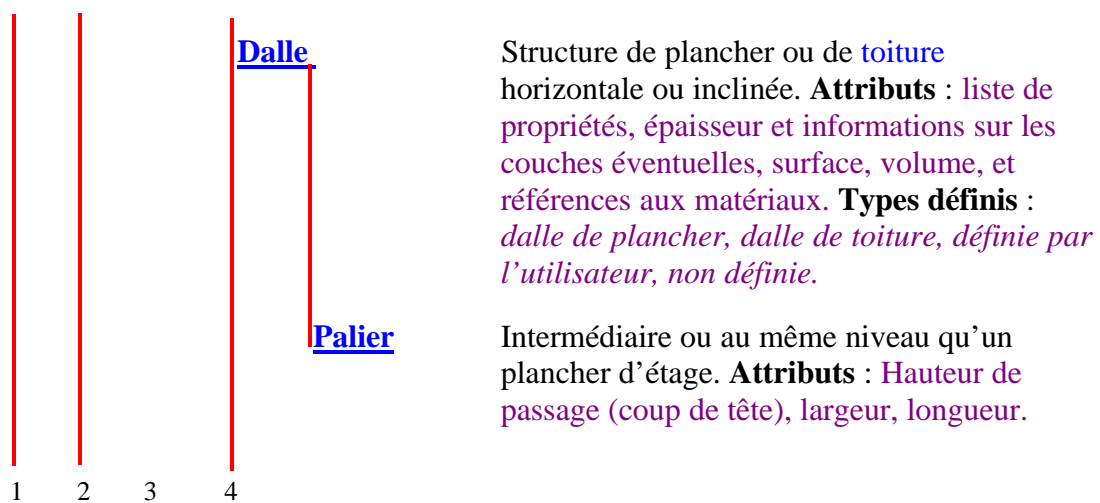 Dalle Structure de plancher ou de toiture
horizontale ou inclinée. Attributs : liste de
propriétés, épaisseur et informations sur les
couches éventuelles, surface, volume, et
références aux matériaux. Types définis :
dalle de plancher, dalle de toiture, définie par
l’utilisateur, non définie.
Palier Intermédiaire ou au même niveau qu’un
plancher d’étage. Attributs : Hauteur de
passage (coup de tête), largeur, longueur.
1 2 3 4